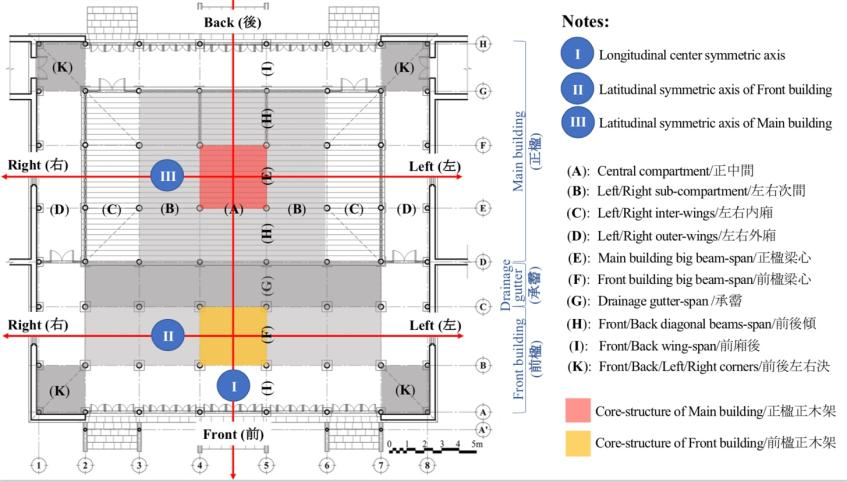 Back (後)
Notes:
I Longitudinal center symmetric axis
II Latitudinal symmetric axis of Front building
III Latitudinal symmetric axis of Main building
(A): Central compartment/正中間
(B): Left/Right sub-compartment/左右次間
(C): Left/Right inter-wings/左右内廂
(D): Left/Right outer-wings/左右外廂
(E): Main building big beam-span/正楹梁心
(F): Front building big beam-span/前楹梁心
(G): Drainage gutter-span /承霤
(H): Front/Back diagonal beams-span/前後傾
(I): Front/Back wing-span/前廂後
(K): Front/Back/Left/Right corners/前後左右決
Core-structure of Main building/正楹正木架
Core-structure of Front building/前楹正木架
(K) (I) (K)
(H)
Right (右) III (E) Left (左)
(D) (C) (B) (A) (B) (C) (D)
(H)
(G)
Right (右) II (F) Left (左)
(K) I (I) (K)
Front (前)
Main building
(正楹)
Drainage
gutter
(承霤)
Front building
(前楹)
H
G
F
E
D
C
B
A
A'
0 1 2 3 4 5m
1 2 3 4 5 6 7 8